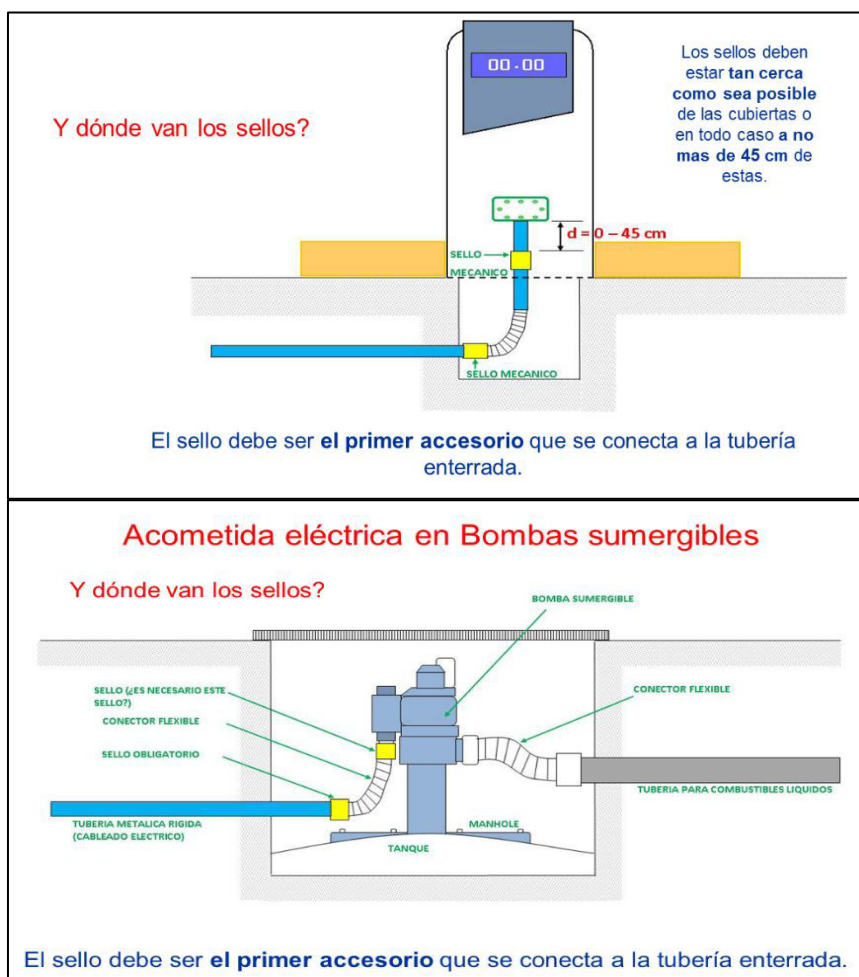 00-00
Y dónde van los sellos?
Los sellos deben
estar tan cerca
como sea posible
de las cubiertas o
en todo caso a no
mas de 45 cm de
estas.
d = 0 – 45 cm
SELLO
MECANICO
SELLO MECANICO
El sello debe ser el primer accesorio que se conecta a la tubería
enterrada.
Acometida eléctrica en Bombas sumergibles
Y dónde van los sellos?
BOMBA SUMERGIBLE
SELLO (¿ES NECESARIO ESTE
SELLO?)
CONECTOR FLEXIBLE
CONECTOR FLEXIBLE
SELLO OBLIGATORIO
TUBERIA METALICA RIGIDA
(CABLEADO ELECTRICO)
TUBERIA PARA COMBUSTIBLES LIQUIDOS
MANHOLE
TANQUE
El sello debe ser el primer accesorio que se conecta a la tubería enterrada.